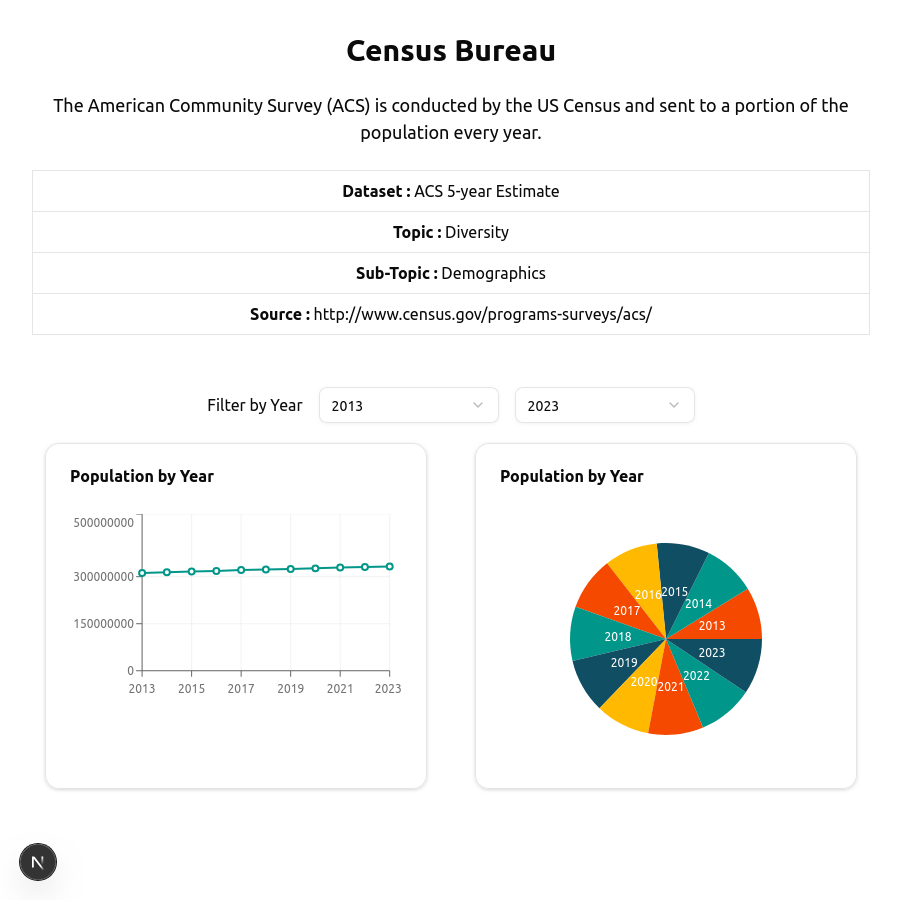 Census Bureau
The American Community Survey (ACS) is conducted by the US Census and sent to a portion of the
population every year.
Dataset : ACS 5-year Estimate
Topic : Diversity
Sub-Topic : Demographics
Source : http://www.census.gov/programs-surveys/acs/
Filter by Year 2013 2023
Population by Year
500000000
300000000
150000000
0
2013 2015 2017 2019 2021 2023
Population by Year
2013
2014
2015
2016
2017
2018
2019
2020
2021
2022
2023
N